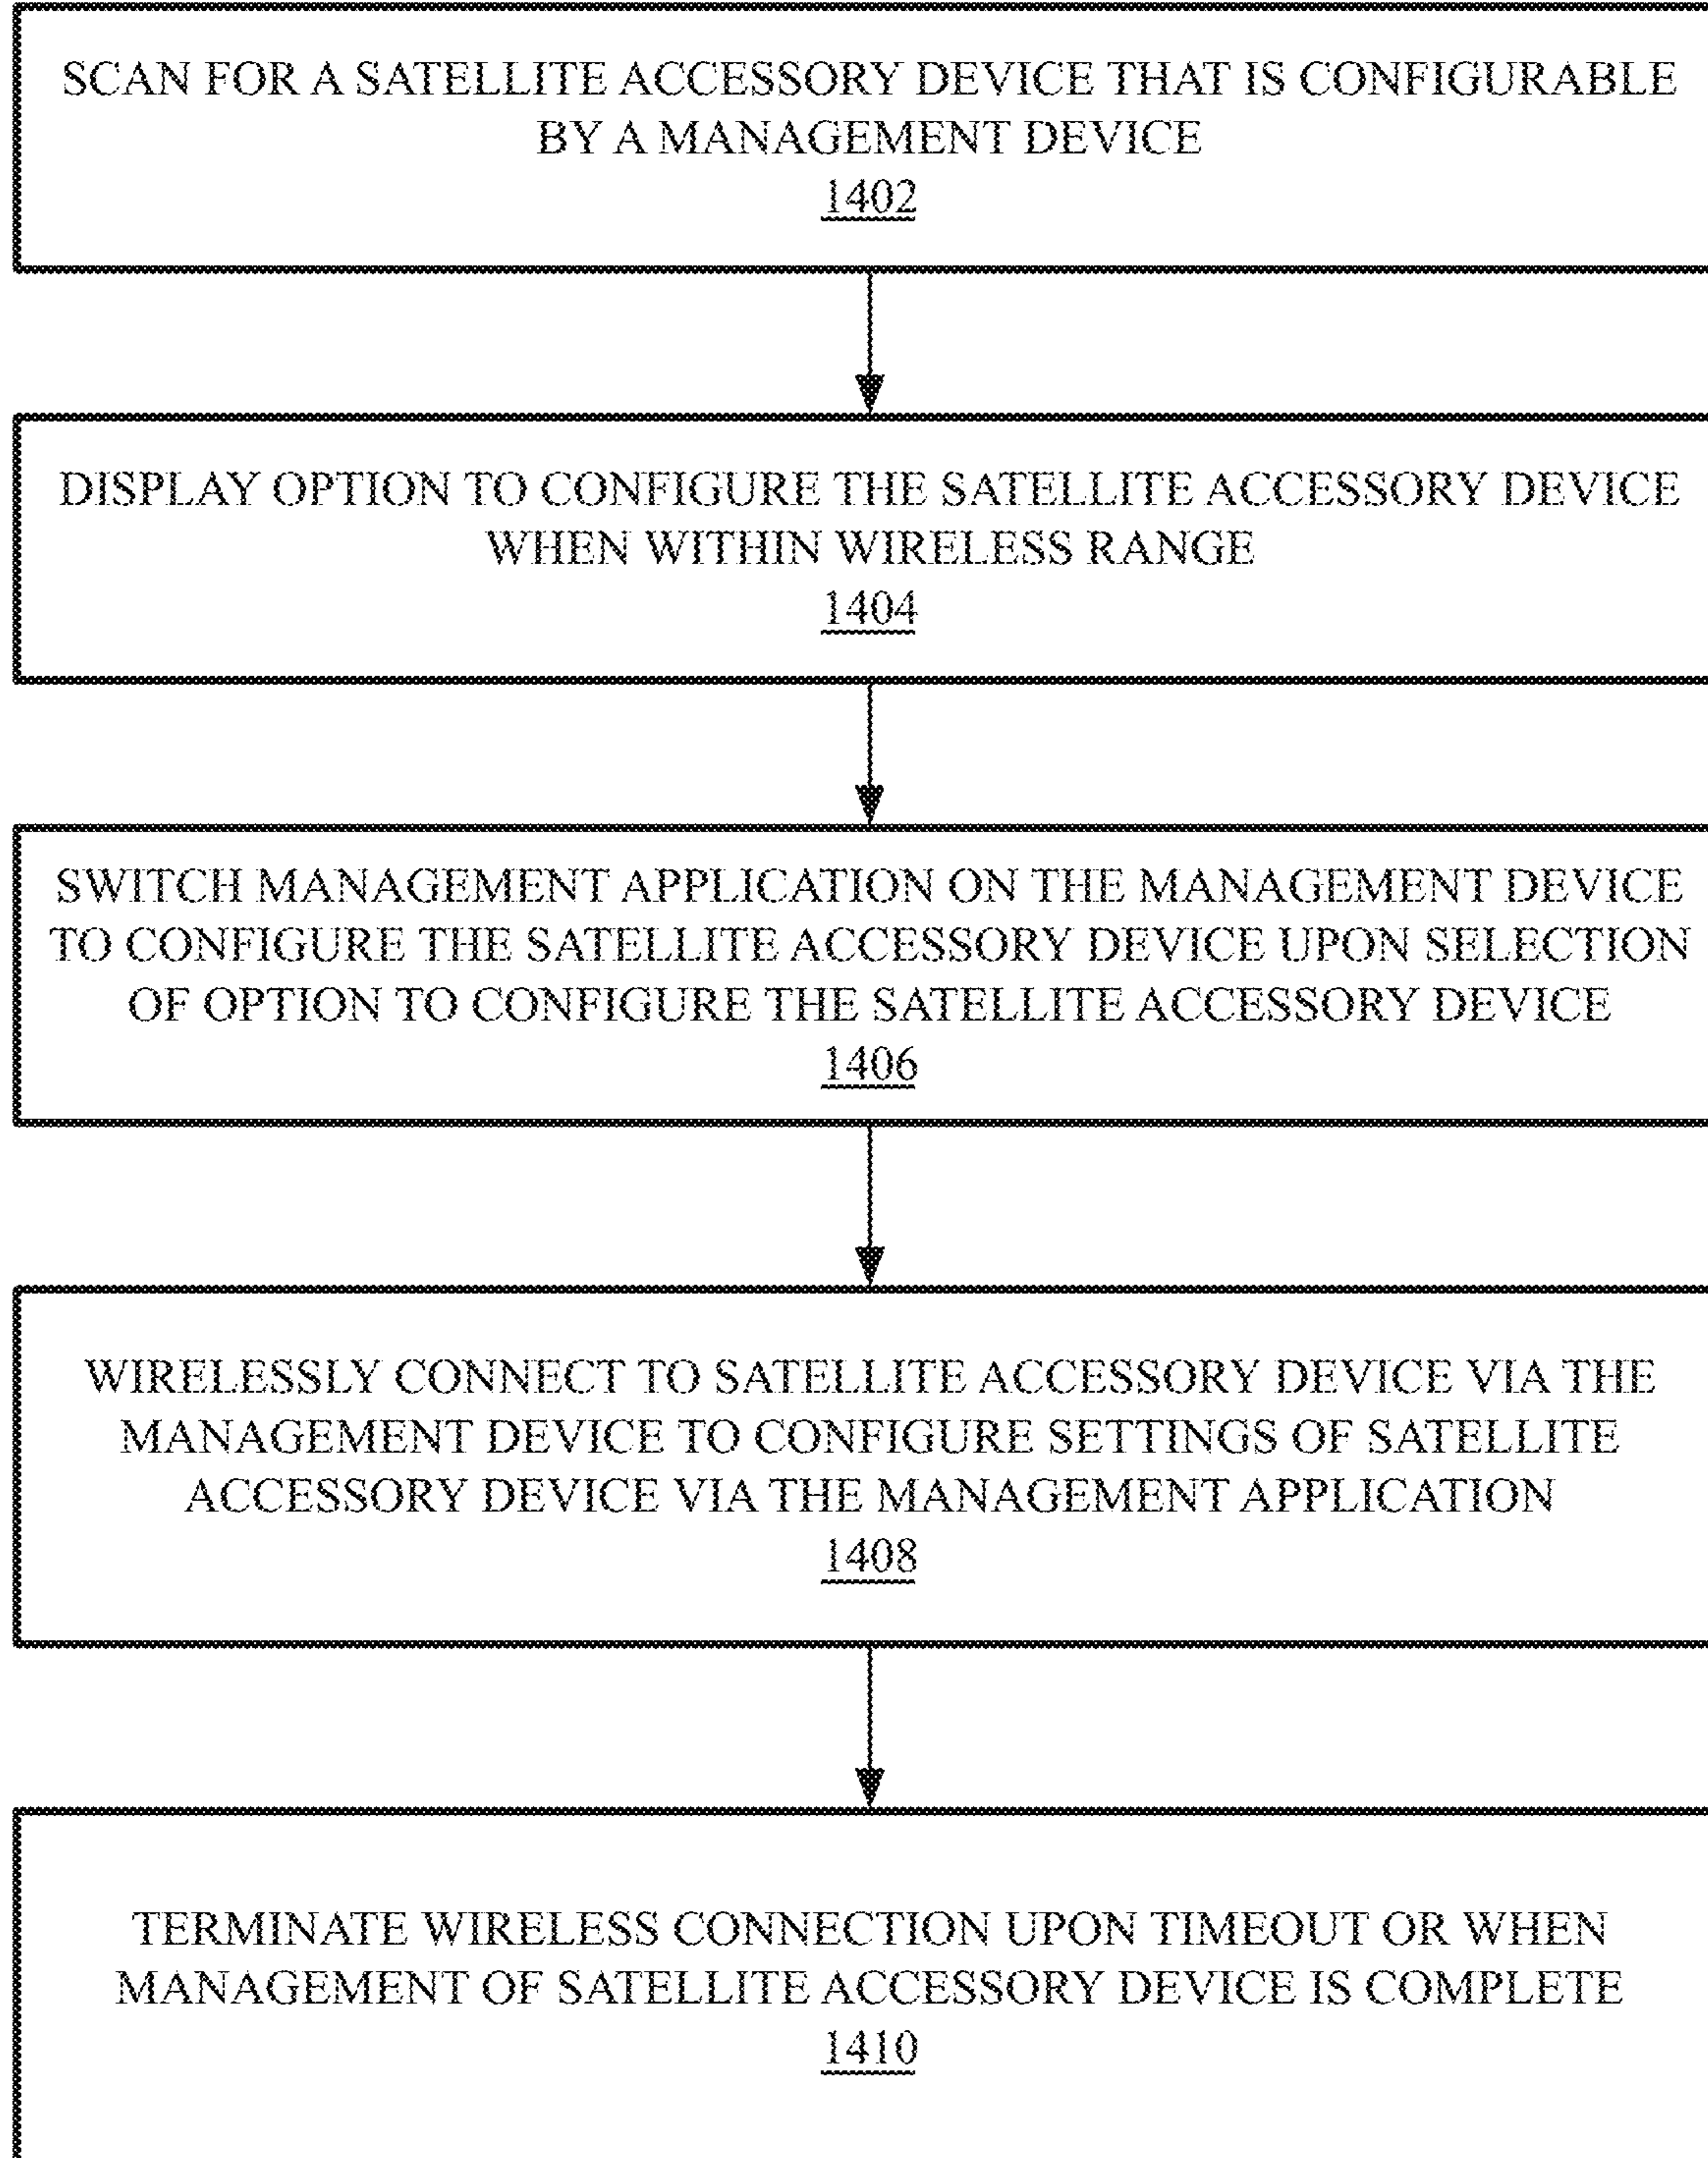 SCAN FOR A SATELLITE ACCESSORY DEVICE THAT IS CONFIGURABLE
BY A MANAGEMENT DEVICE
1402
DISPLAY OPTION TO CONFIGURE THE SATELLITE ACCESSORY DEVICE
WHEN WITHIN WIRELESS RANGE
1404
SWITCH MANAGEMENT APPLICATION ON THE MANAGEMENT DEVICE
TO CONFIGURE THE SATELLITE ACCESSORY DEVICE UPON SELECTION
OF OPTION TO CONFIGURE THE SATELLITE ACCESSORY DEVICE
1406
WIRELESSLY CONNECT TO SATELLITE ACCESSORY DEVICE VIA THE
MANAGEMENT DEVICE TO CONFIGURE SETTINGS OF SATELLITE
ACCESSORY DEVICE VIA THE MANAGEMENT APPLICATION
1408
TERMINATE WIRELESS CONNECTION UPON TIMEOUT OR WHEN
MANAGEMENT OF SATELLITE ACCESSORY DEVICE IS COMPLETE
1410